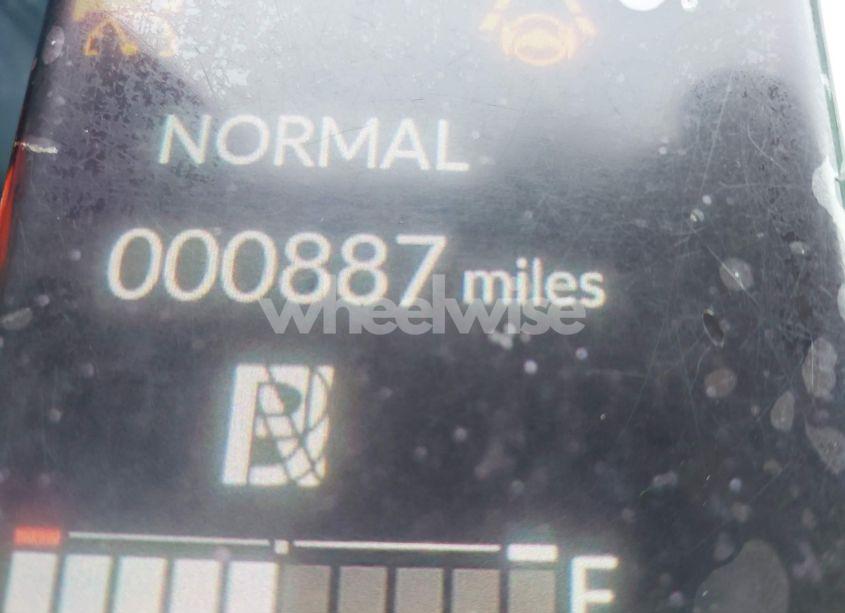 NORMAL
000887 miles
wheelwise
P
F